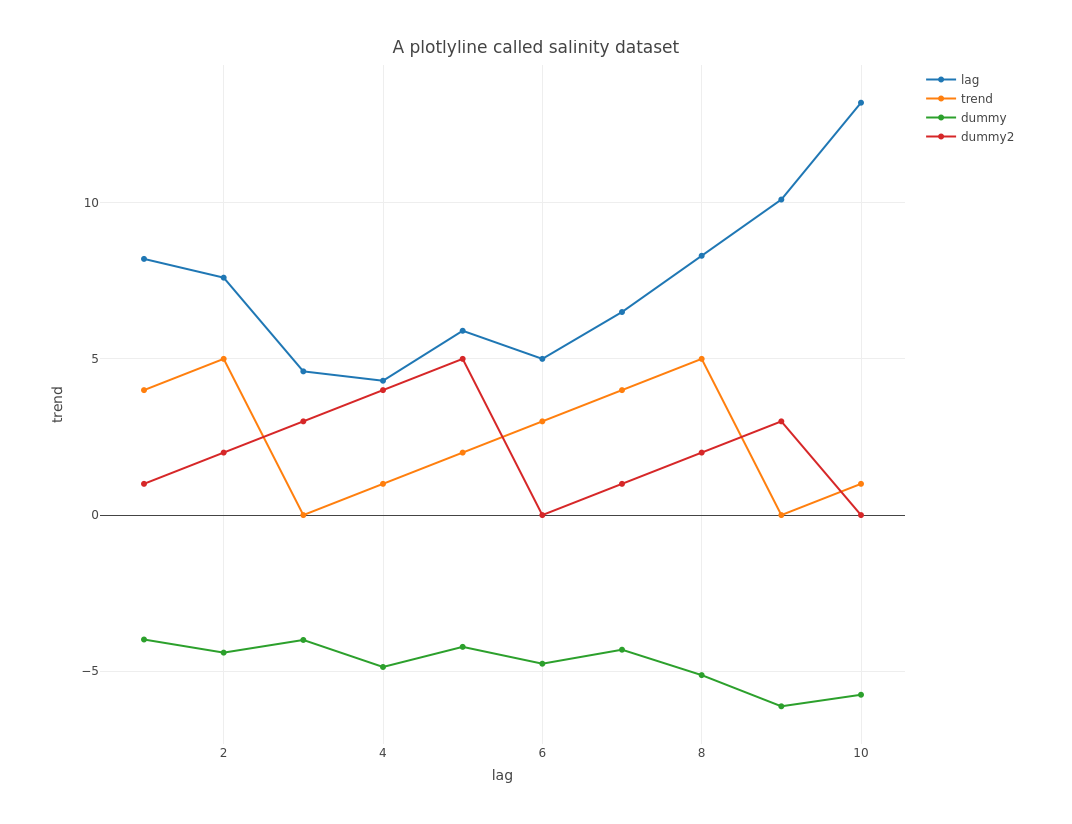 A plotlyline called salinity dataset
lag
trend
dummy
dummy2
10
5
0
−5
trend
2 4 6 8 10
lag